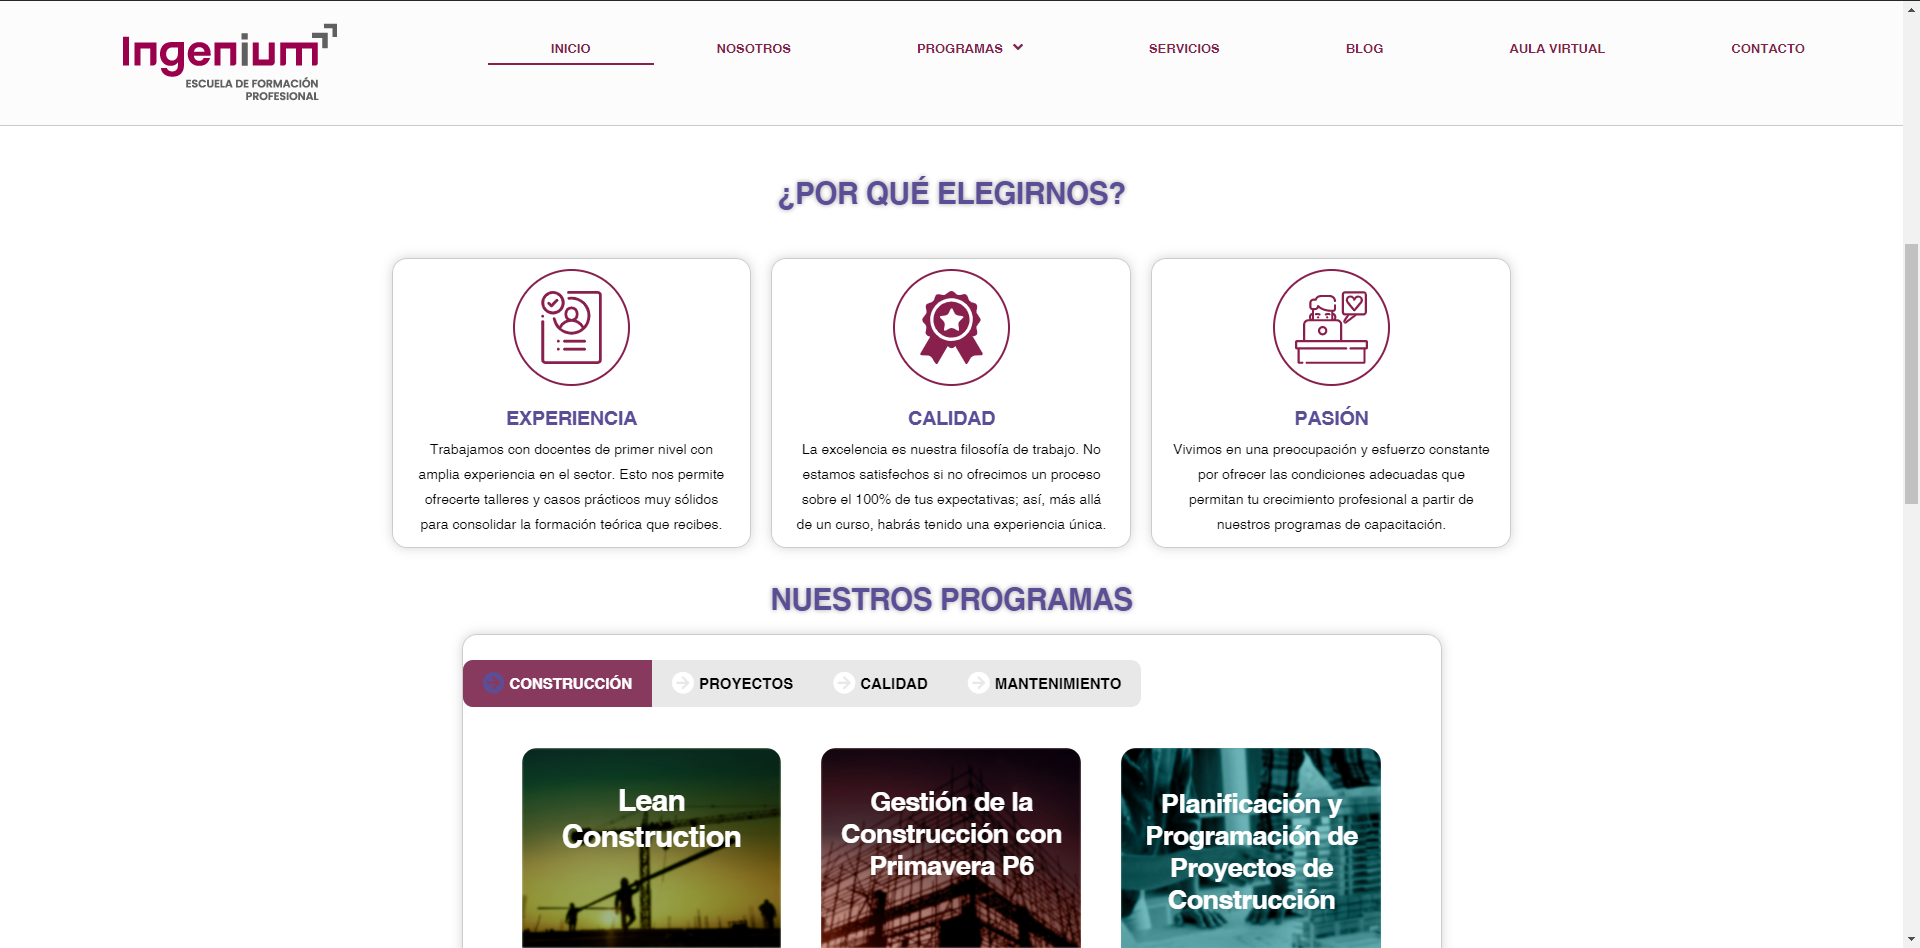 Ingenium
ESCUELA DE FORMACIÓN
PROFESIONAL
INICIO
NOSOTROS
PROGRAMAS
SERVICIOS
BLOG
AULA VIRTUAL
CONTACTO
¿POR QUÉ ELEGIRNOS?
EXPERIENCIA
Trabajamos con docentes de primer nivel con
amplia experiencia en el sector. Esto nos permite
ofrecerte talleres y casos prácticos muy sólidos
para consolidar la formación teórica que recibes.
CALIDAD
La excelencia es nuestra filosofía de trabajo. No
estamos satisfechos si no ofrecimos un proceso
sobre el 100% de tus expectativas; así, más allá
de un curso, habrás tenido una experiencia única.
PASIÓN
Vivimos en una preocupación y esfuerzo constante
por ofrecer las condiciones adecuadas que
permitan tu crecimiento profesional a partir de
nuestros programas de capacitación.
NUESTROS PROGRAMAS
CONSTRUCCIÓN
PROYECTOS
CALIDAD
MANTENIMIENTO
Lean
Construction
Gestión de la
Construcción con
Primavera P6
Planificación y
Programación de
Proyectos de
Construcción